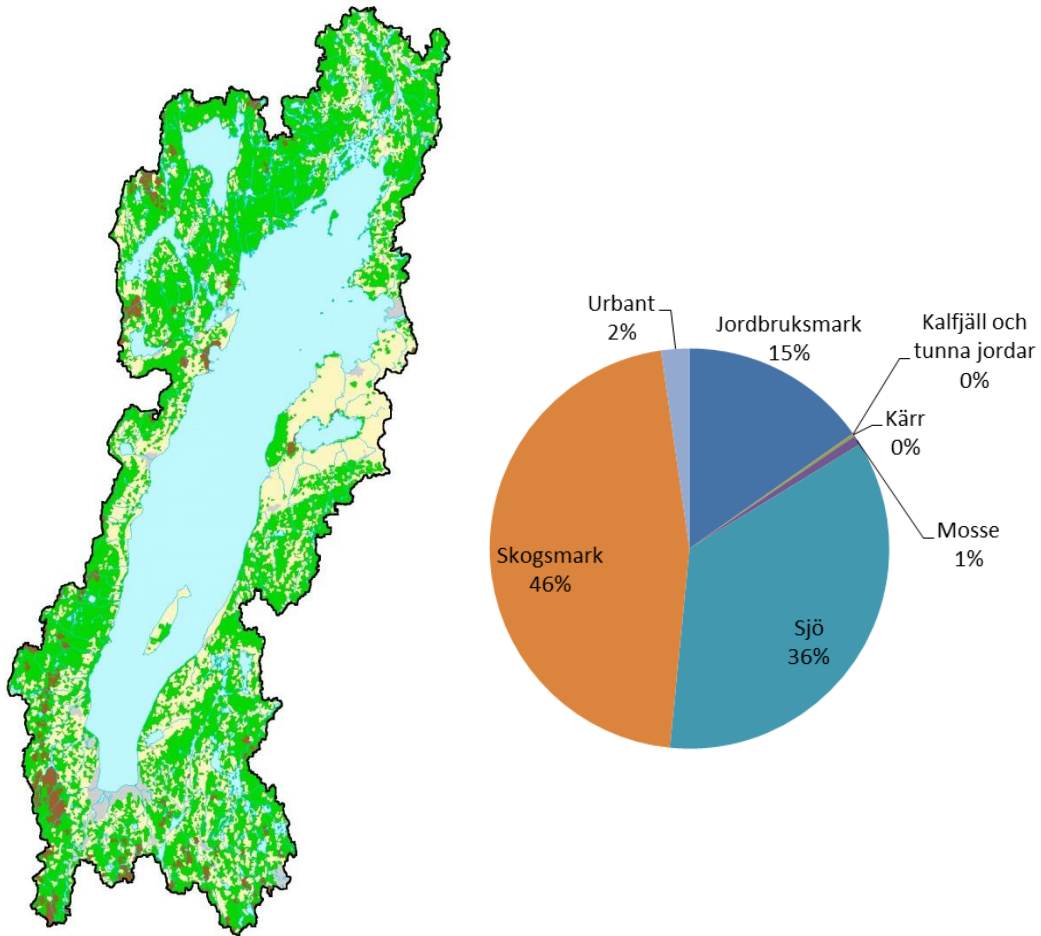 Urbant
2%
Jordbruksmark
15%
Kalfjäll och
tunna jordar
0%
Kärr
0%
Mosse
1%
Sjö
36%
Skogsmark
46%